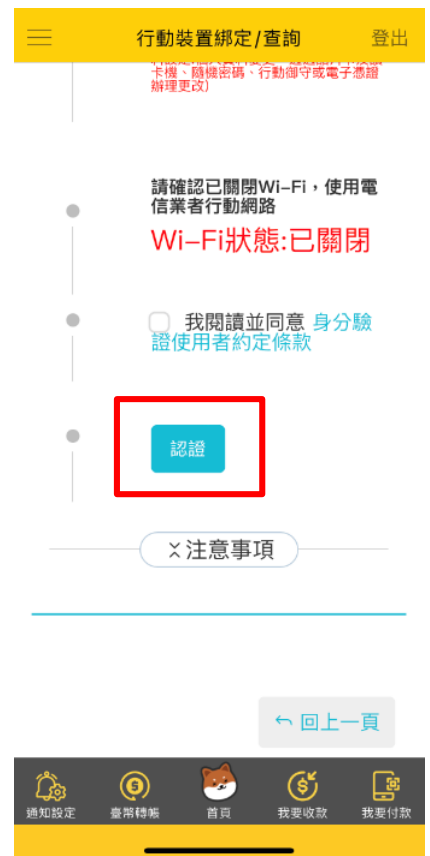 行動裝置綁定/查詢
登出
卡機、隨機密碼、行動御守或電子憑證
辦理更改)
請確認已關閉Wi-Fi，使用電
信業者行動網路
Wi-Fi狀態:已關閉
我閱讀並同意 身分驗
證使用者約定條款
認證
注意事項
回上一頁
通知設定
臺幣轉帳
首頁
我要收款
我要付款